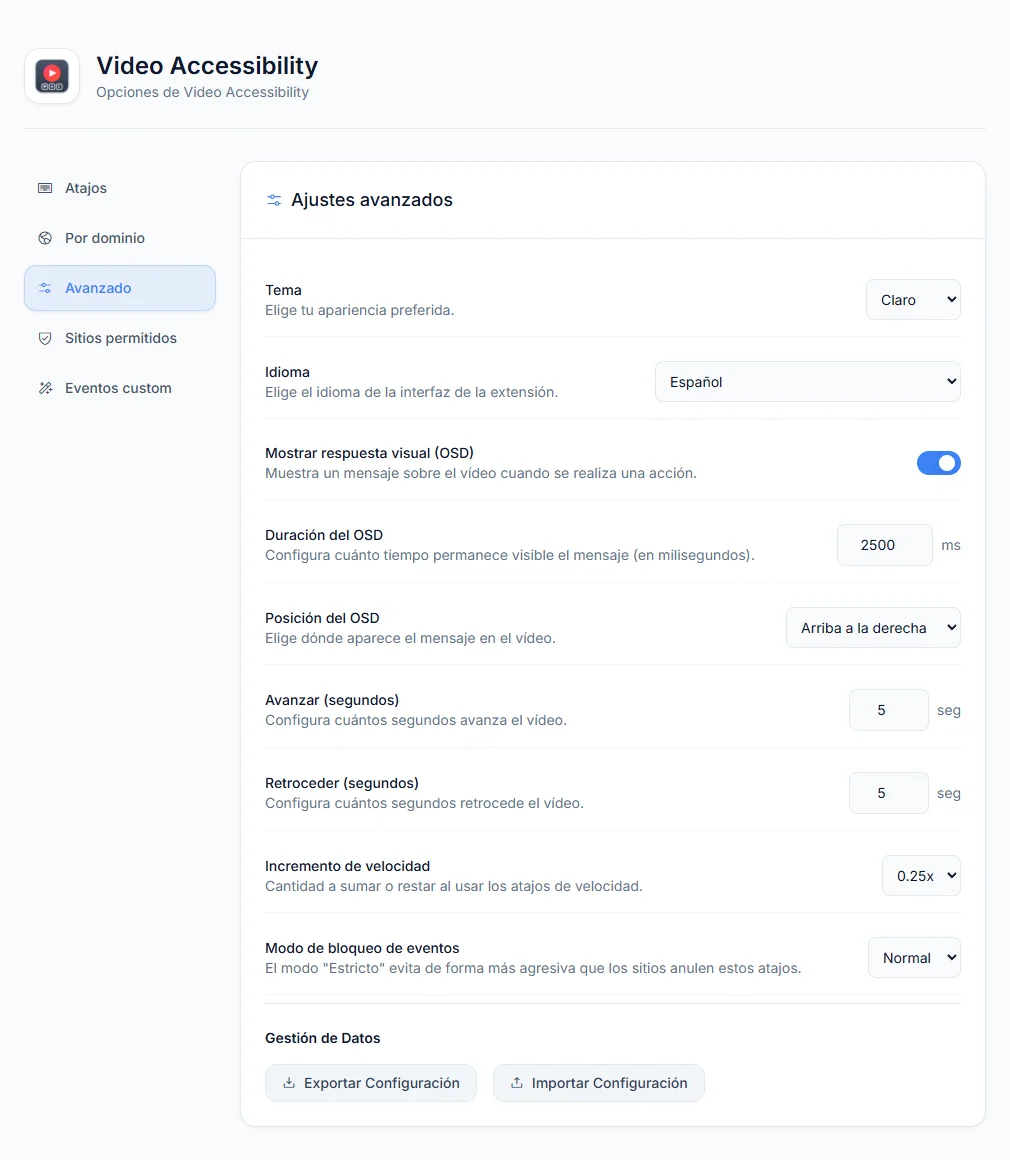 Video Accessibility
Opciones de Video Accessibility
Atajos
Por dominio
Avanzado
Sitios permitidos
Eventos custom
Ajustes avanzados
Tema
Elige tu apariencia preferida.
Claro
Idioma
Elige el idioma de la interfaz de la extensión.
Español
Mostrar respuesta visual (OSD)
Muestra un mensaje sobre el vídeo cuando se realiza una acción.
Duración del OSD
Configura cuánto tiempo permanece visible el mensaje (en milisegundos).
2500 ms
Posición del OSD
Elige dónde aparece el mensaje en el vídeo.
Arriba a la derecha
Avanzar (segundos)
Configura cuántos segundos avanza el vídeo.
5 seg
Retroceder (segundos)
Configura cuántos segundos retrocede el vídeo.
5 seg
Incremento de velocidad
Cantidad a sumar o restar al usar los atajos de velocidad.
0.25x
Modo de bloqueo de eventos
El modo "Estricto" evita de forma más agresiva que los sitios anulen estos atajos.
Normal
Gestión de Datos
Exportar Configuración
Importar Configuración